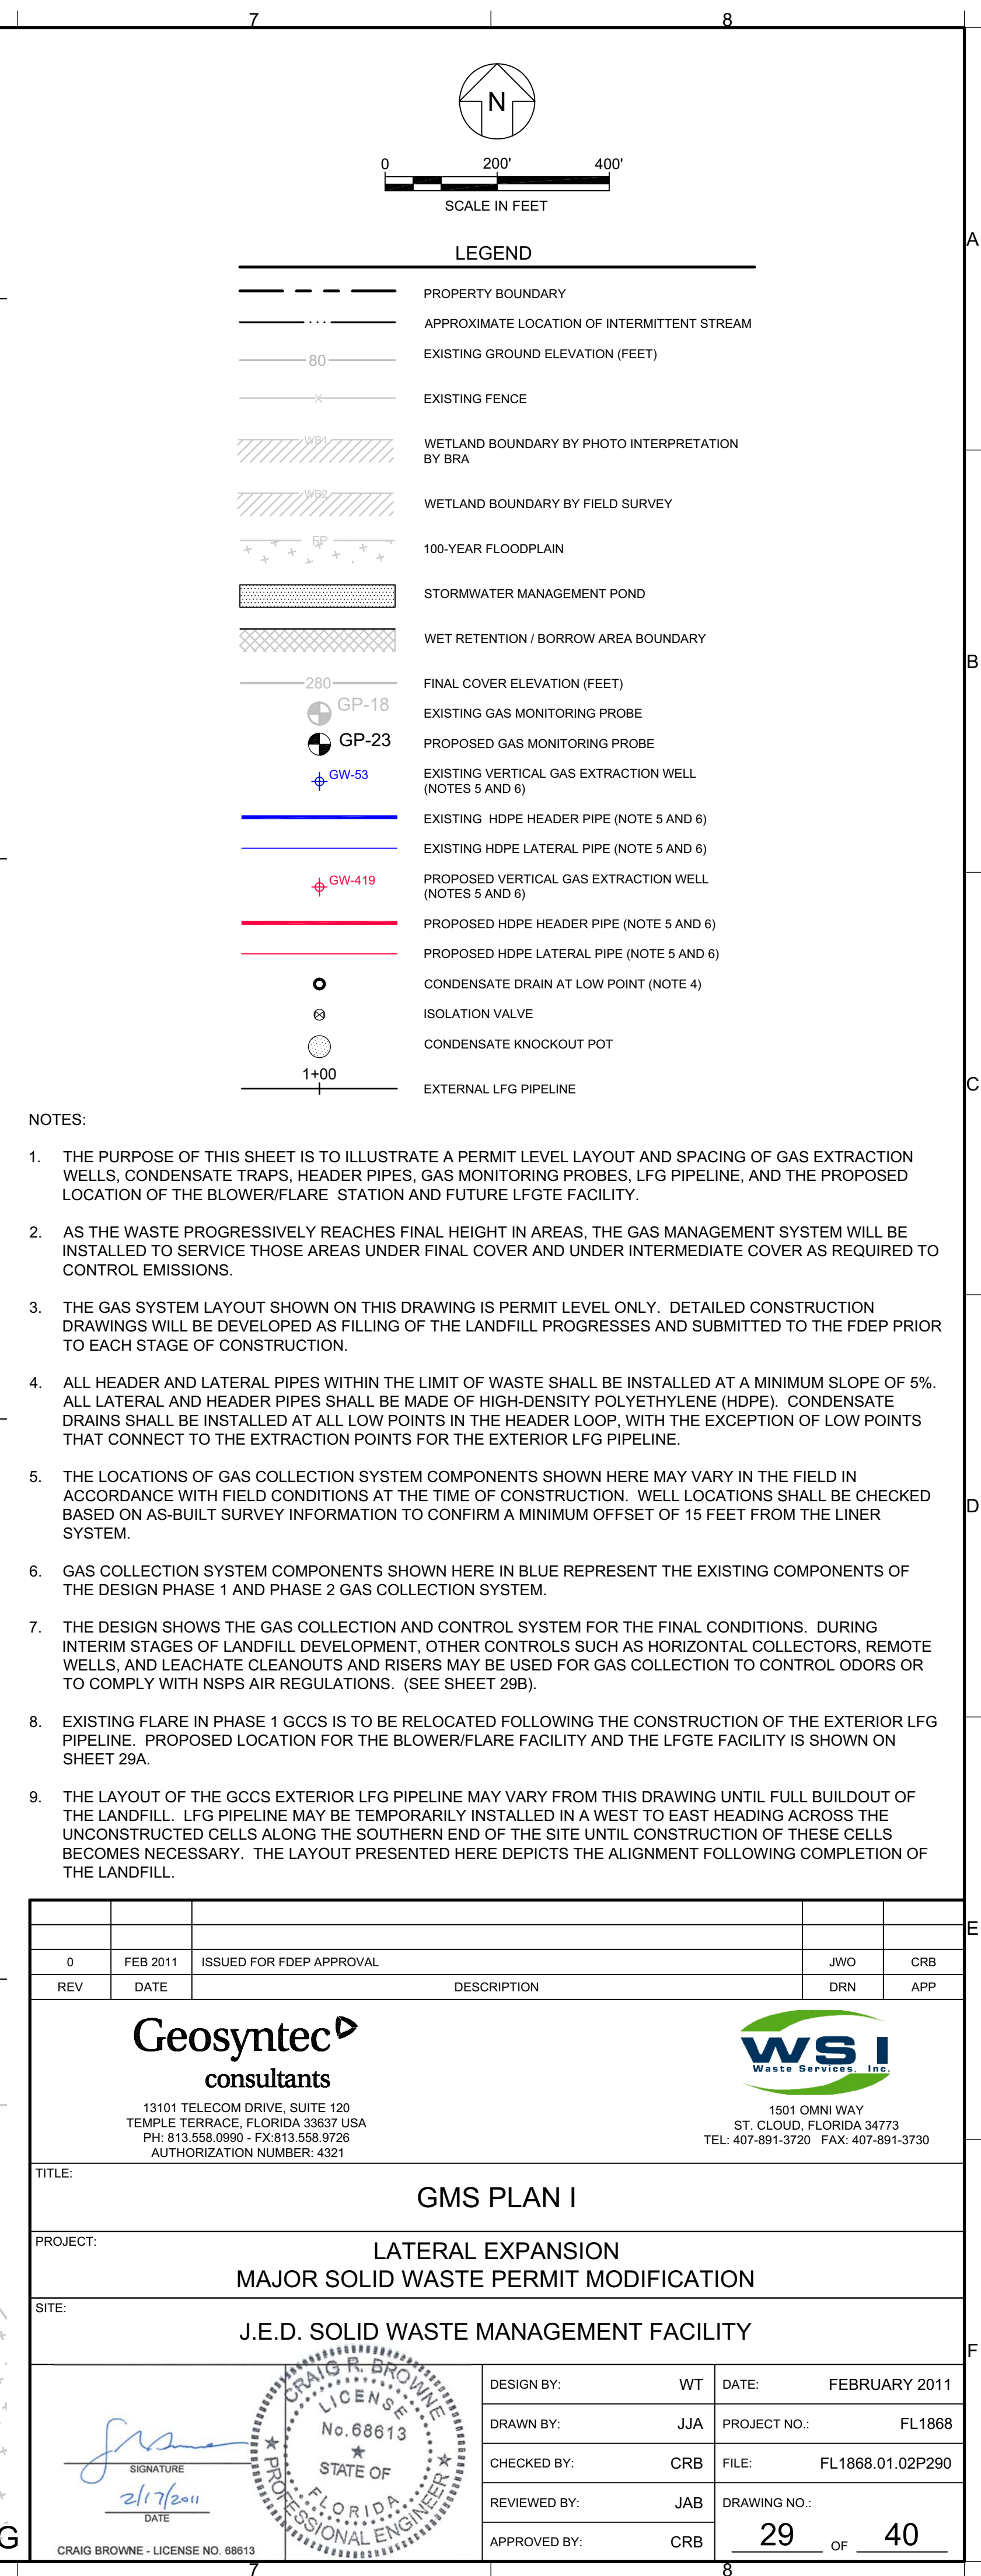 7
8
N
0 200' 400'
SCALE IN FEET
A
LEGEND
PROPERTY BOUNDARY
APPROXIMATE LOCATION OF INTERMITTENT STREAM
80 EXISTING GROUND ELEVATION (FEET)
X EXISTING FENCE
WB1 WETLAND BOUNDARY BY PHOTO INTERPRETATION
BY BRA
WB2 WETLAND BOUNDARY BY FIELD SURVEY
FP 100-YEAR FLOODPLAIN
STORMWATER MANAGEMENT POND
WET RETENTION / BORROW AREA BOUNDARY
B
280 FINAL COVER ELEVATION (FEET)
GP-18 EXISTING GAS MONITORING PROBE
GP-23 PROPOSED GAS MONITORING PROBE
GW-53 EXISTING VERTICAL GAS EXTRACTION WELL
(NOTES 5 AND 6)
EXISTING HDPE HEADER PIPE (NOTE 5 AND 6)
EXISTING HDPE LATERAL PIPE (NOTE 5 AND 6)
GW-419 PROPOSED VERTICAL GAS EXTRACTION WELL
(NOTES 5 AND 6)
PROPOSED HDPE HEADER PIPE (NOTE 5 AND 6)
PROPOSED HDPE LATERAL PIPE (NOTE 5 AND 6)
CONDENSATE DRAIN AT LOW POINT (NOTE 4)
ISOLATION VALVE
CONDENSATE KNOCKOUT POT
1+00
EXTERNAL LFG PIPELINE
C
NOTES:
1. THE PURPOSE OF THIS SHEET IS TO ILLUSTRATE A PERMIT LEVEL LAYOUT AND SPACING OF GAS EXTRACTION
WELLS, CONDENSATE TRAPS, HEADER PIPES, GAS MONITORING PROBES, LFG PIPELINE, AND THE PROPOSED
LOCATION OF THE BLOWER/FLARE STATION AND FUTURE LFGTE FACILITY.
2. AS THE WASTE PROGRESSIVELY REACHES FINAL HEIGHT IN AREAS, THE GAS MANAGEMENT SYSTEM WILL BE
INSTALLED TO SERVICE THOSE AREAS UNDER FINAL COVER AND UNDER INTERMEDIATE COVER AS REQUIRED TO
CONTROL EMISSIONS.
3. THE GAS SYSTEM LAYOUT SHOWN ON THIS DRAWING IS PERMIT LEVEL ONLY. DETAILED CONSTRUCTION
DRAWINGS WILL BE DEVELOPED AS FILLING OF THE LANDFILL PROGRESSES AND SUBMITTED TO THE FDEP PRIOR
TO EACH STAGE OF CONSTRUCTION.
4. ALL HEADER AND LATERAL PIPES WITHIN THE LIMIT OF WASTE SHALL BE INSTALLED AT A MINIMUM SLOPE OF 5%.
ALL LATERAL AND HEADER PIPES SHALL BE MADE OF HIGH-DENSITY POLYETHYLENE (HDPE). CONDENSATE
DRAINS SHALL BE INSTALLED AT ALL LOW POINTS IN THE HEADER LOOP, WITH THE EXCEPTION OF LOW POINTS
THAT CONNECT TO THE EXTRACTION POINTS FOR THE EXTERIOR LFG PIPELINE.
5. THE LOCATIONS OF GAS COLLECTION SYSTEM COMPONENTS SHOWN HERE MAY VARY IN THE FIELD IN
ACCORDANCE WITH FIELD CONDITIONS AT THE TIME OF CONSTRUCTION. WELL LOCATIONS SHALL BE CHECKED
BASED ON AS-BUILT SURVEY INFORMATION TO CONFIRM A MINIMUM OFFSET OF 15 FEET FROM THE LINER
SYSTEM.
D
6. GAS COLLECTION SYSTEM COMPONENTS SHOWN HERE IN BLUE REPRESENT THE EXISTING COMPONENTS OF
THE DESIGN PHASE 1 AND PHASE 2 GAS COLLECTION SYSTEM.
7. THE DESIGN SHOWS THE GAS COLLECTION AND CONTROL SYSTEM FOR THE FINAL CONDITIONS. DURING
INTERIM STAGES OF LANDFILL DEVELOPMENT, OTHER CONTROLS SUCH AS HORIZONTAL COLLECTORS, REMOTE
WELLS, AND LEACHATE CLEANOUTS AND RISERS MAY BE USED FOR GAS COLLECTION TO CONTROL ODORS OR
TO COMPLY WITH NSPS AIR REGULATIONS. (SEE SHEET 29B).
8. EXISTING FLARE IN PHASE 1 GCCS IS TO BE RELOCATED FOLLOWING THE CONSTRUCTION OF THE EXTERIOR LFG
PIPELINE. PROPOSED LOCATION FOR THE BLOWER/FLARE FACILITY AND THE LFGTE FACILITY IS SHOWN ON
SHEET 29A.
9. THE LAYOUT OF THE GCCS EXTERIOR LFG PIPELINE MAY VARY FROM THIS DRAWING UNTIL FULL BUILDOUT OF
THE LANDFILL. LFG PIPELINE MAY BE TEMPORARILY INSTALLED IN A WEST TO EAST HEADING ACROSS THE
UNCONSTRUCTED CELLS ALONG THE SOUTHERN END OF THE SITE UNTIL CONSTRUCTION OF THESE CELLS
BECOMES NECESSARY. THE LAYOUT PRESENTED HERE DEPICTS THE ALIGNMENT FOLLOWING COMPLETION OF
THE LANDFILL.
E
0 FEB 2011 ISSUED FOR FDEP APPROVAL JWO CRB
REV DATE DESCRIPTION DRN APP
Geosyntec
consultants
13101 TELECOM DRIVE, SUITE 120
TEMPLE TERRACE, FLORIDA 33637 USA
PH: 813.558.0990 - FX:813.558.9726
AUTHORIZATION NUMBER: 4321
WSI
Waste Services, Inc.
1501 OMNI WAY
ST. CLOUD, FLORIDA 34773
TEL: 407-891-3720 FAX: 407-891-3730
TITLE:
GMS PLAN I
PROJECT:
LATERAL EXPANSION
MAJOR SOLID WASTE PERMIT MODIFICATION
SITE:
J.E.D. SOLID WASTE MANAGEMENT FACILITY
F
SIGNATURE
2/17/2011
DATE
CRAIG BROWNE - LICENSE NO. 68613
CRAIG R. BROWNE
LICENSE
No. 68613
STATE OF
FLORIDA
PROFESSIONAL ENGINEER
DESIGN BY: WT DATE: FEBRUARY 2011
DRAWN BY: JJA PROJECT NO.: FL1868
CHECKED BY: CRB FILE: FL1868.01.02P290
REVIEWED BY: JAB DRAWING NO.:
APPROVED BY: CRB 29 OF 40
G
7
8